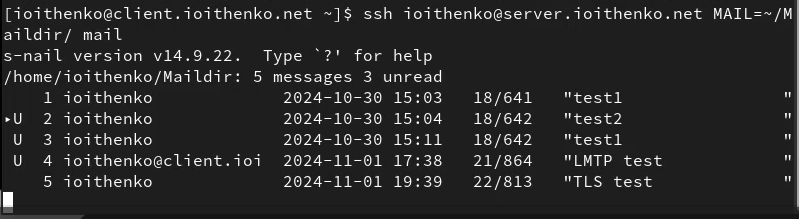 [ioithenko@client.ioithenko.net ~]$ ssh ioithenko@server.ioithenko.net MAIL=~/M
aildir/ mail
s-nail version v14.9.22.  Type `?' for help
/home/ioithenko/Maildir: 5 messages 3 unread
    1 ioithenko             2024-10-30 15:03   18/641   "test1                "
▸U  2 ioithenko             2024-10-30 15:04   18/642   "test2                "
 U  3 ioithenko             2024-10-30 15:11   18/642   "test1                "
 U  4 ioithenko@client.ioi  2024-11-01 17:38   21/864   "LMTP test            "
    5 ioithenko             2024-11-01 19:39   22/813   "TLS test             "